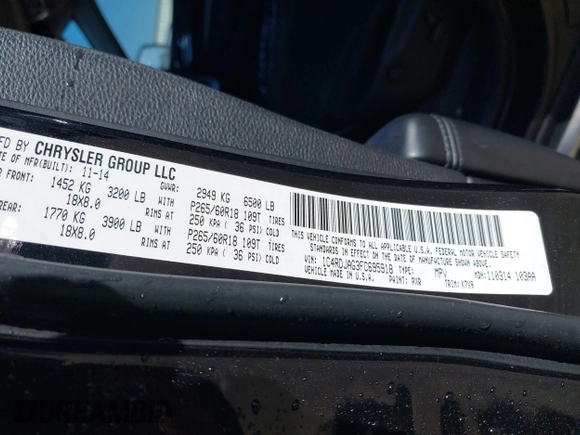 MFD BY CHRYSLER GROUP LLC
DATE OF MFR(BUILT): 11-14 GVWR: 2949 KG 6500 LB
FRONT: 1452 KG 3200 LB WITH P265/60R18 109T TIRES
18X8.0 RIMS AT 250 KPA ( 36 PSI) COLD
REAR: 1770 KG 3900 LB WITH P265/60R18 109T TIRES
18X8.0 RIMS AT 250 KPA ( 36 PSI) COLD
THIS VEHICLE CONFORMS TO ALL APPLICABLE U.S.A. FEDERAL MOTOR VEHICLE SAFETY
STANDARDS IN EFFECT ON THE DATE OF MANUFACTURE SHOWN ABOVE.
VIN: 1C4RDJAG3FC695918 TYPE: MPV MDH:110314 103AA
VEHICLE MADE IN U.S.A. PAINT: PXR TRIM: K7X9